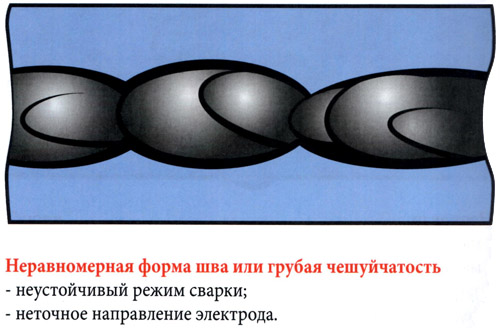 Неравномерная форма шва или грубая чешуйчатость
- неустойчивый режим сварки;
- неточное направление электрода.